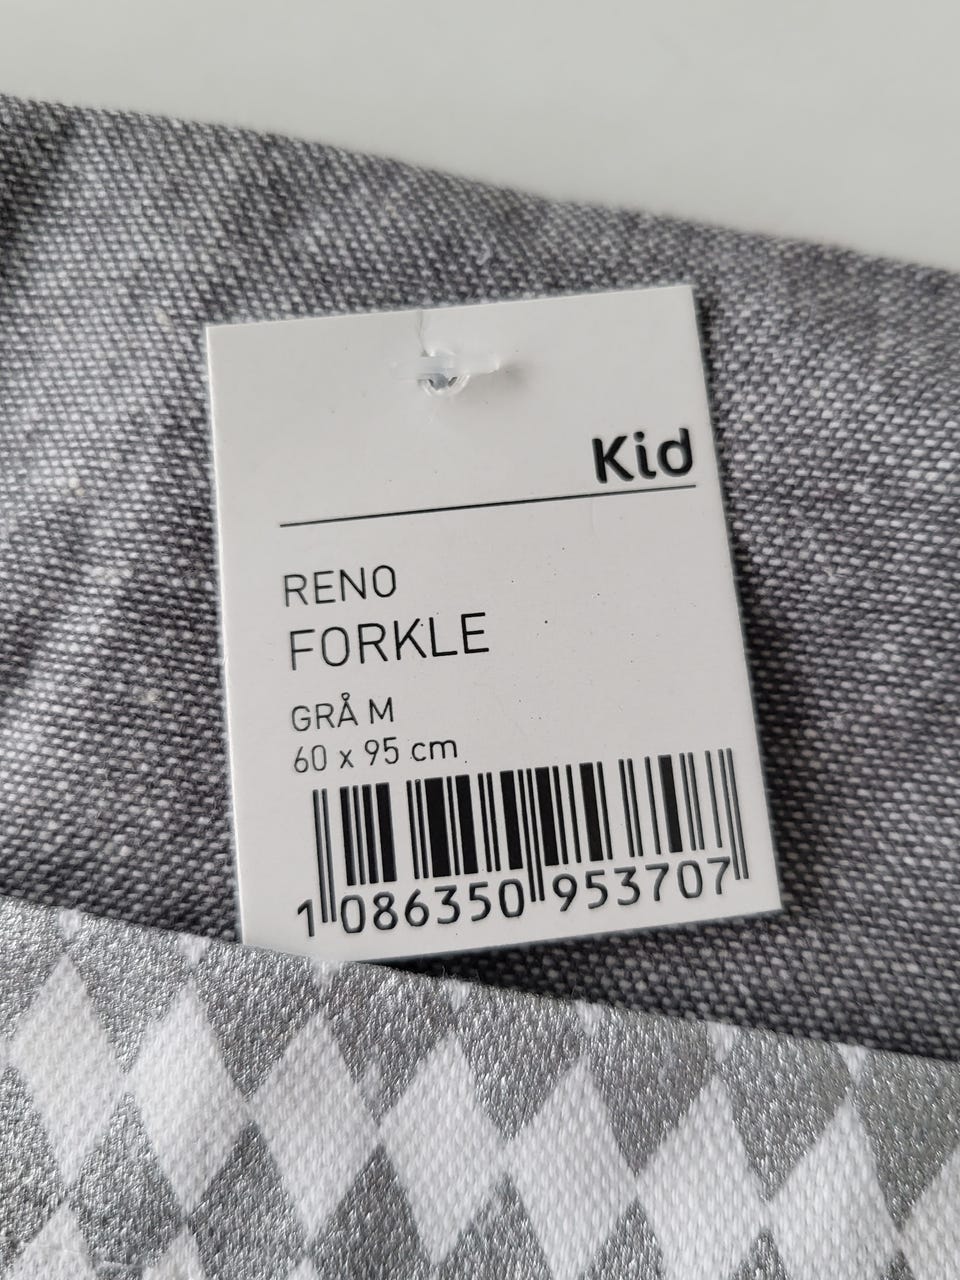 Kid
RENO
FORKLE
GRÅ M
60 x 95 cm
1 086350 953707